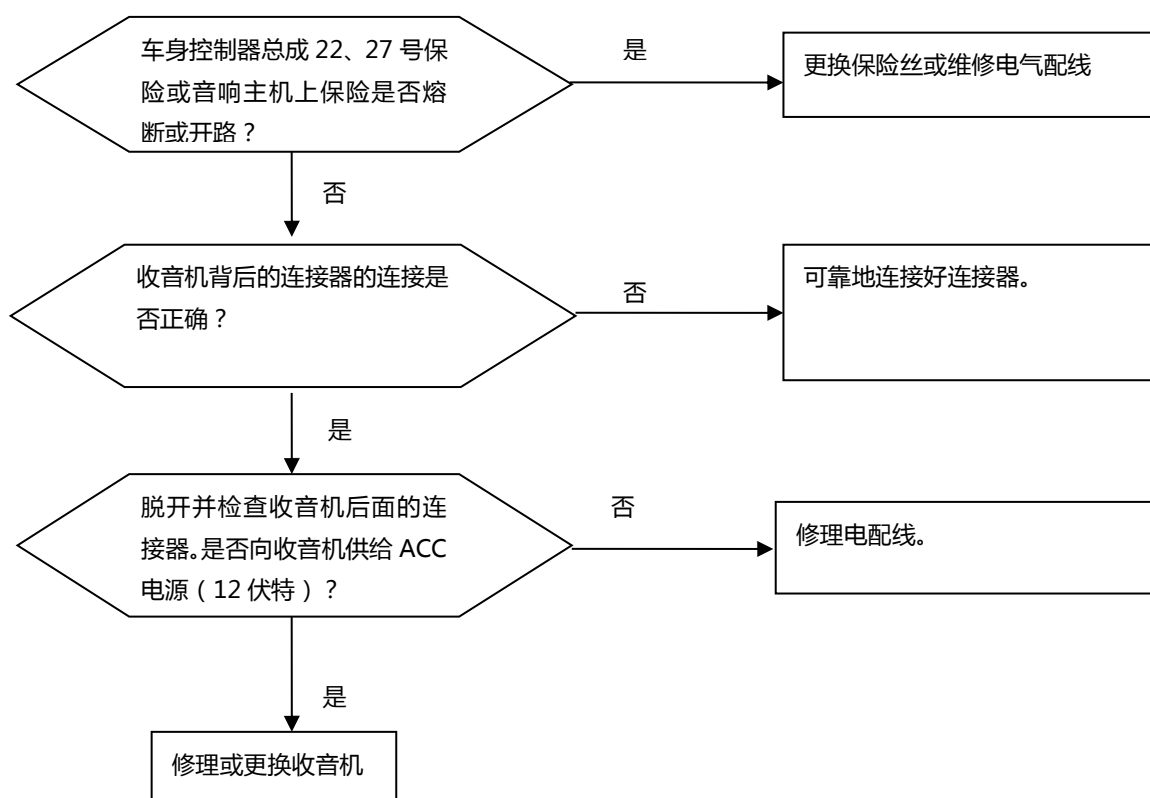 车身控制器总成 22、27 号保
险或音响主机上保险是否熔
断或开路？
是
更换保险丝或维修电气配线
否
收音机背后的连接器的连接是
否正确？
否
可靠地连接好连接器。
是
脱开并检查收音机后面的连
接器。是否向收音机供给 ACC
电源（12 伏特）？
否
修理电配线。
是
修理或更换收音机